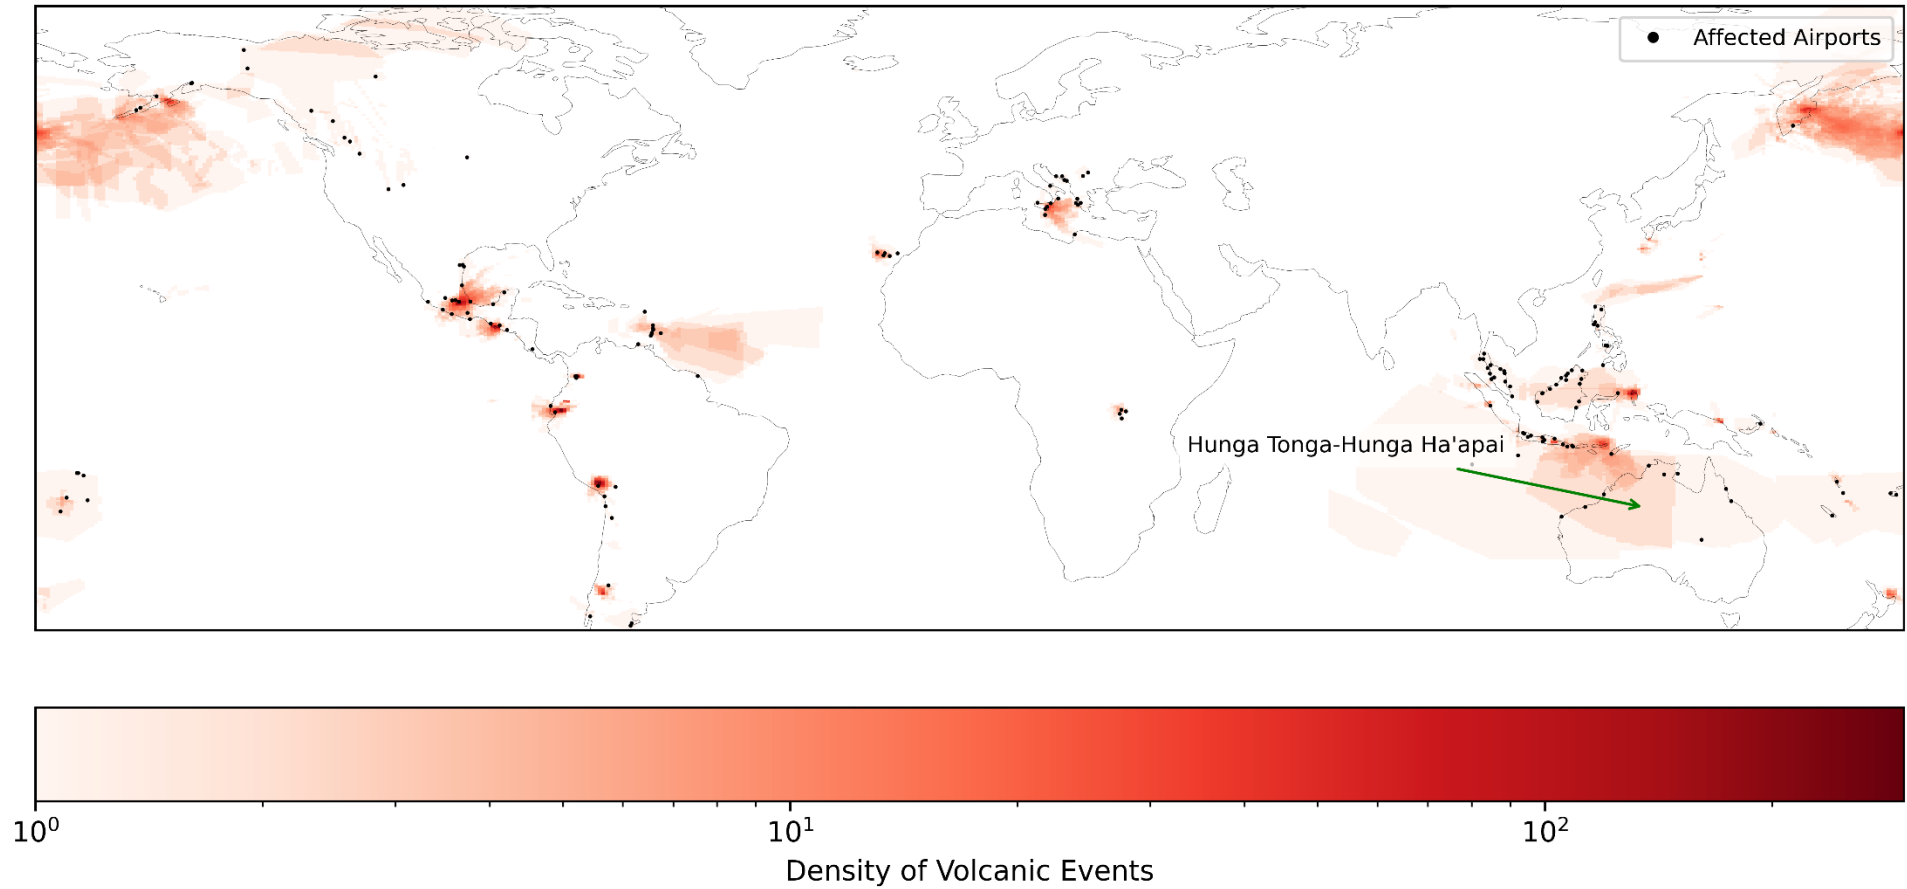 Affected Airports
Hunga Tonga-Hunga Ha'apai
10⁰ 10¹ 10²
Density of Volcanic Events